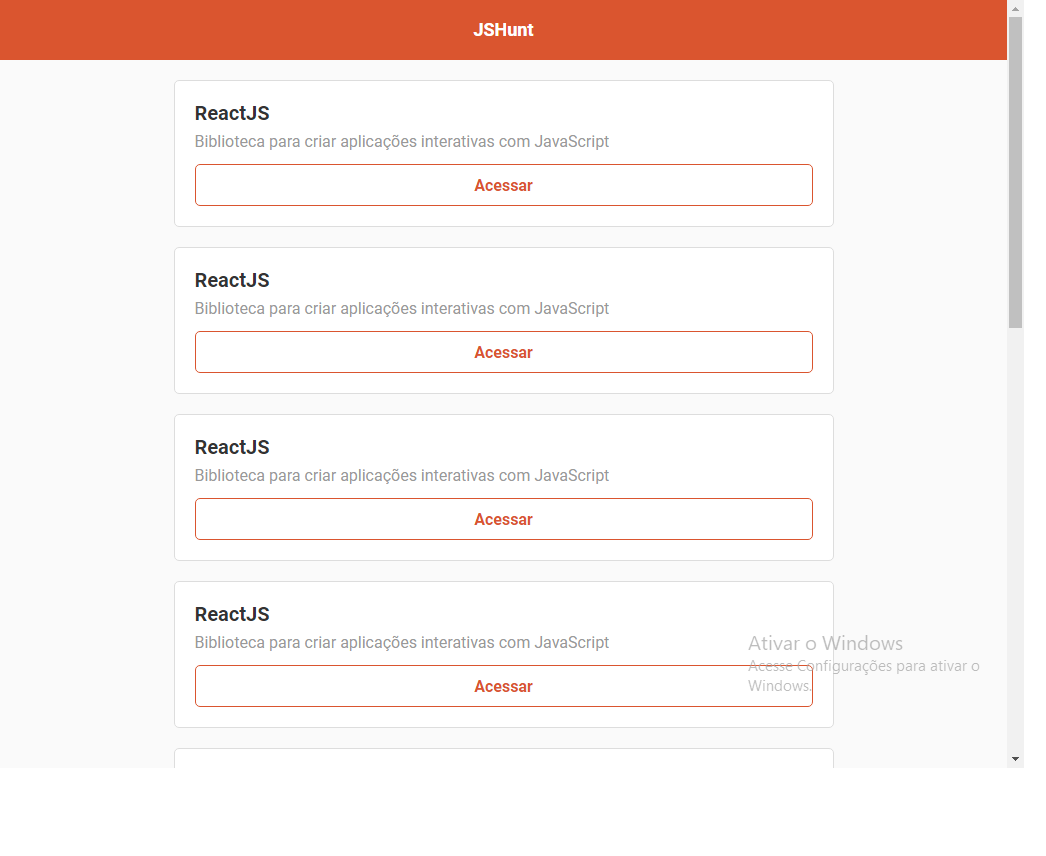 JSHunt
ReactJS
Biblioteca para criar aplicações interativas com JavaScript
Acessar
ReactJS
Biblioteca para criar aplicações interativas com JavaScript
Acessar
ReactJS
Biblioteca para criar aplicações interativas com JavaScript
Acessar
ReactJS
Biblioteca para criar aplicações interativas com JavaScript
Acessar
Ativar o Windows
Acesse Configurações para ativar o
Windows.